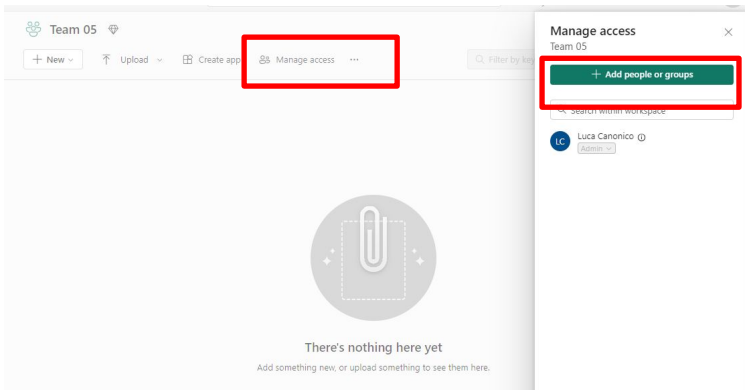 Team 05
New
Upload
Create app
Manage access
...
Filter by key
There's nothing here yet
Add something new, or upload something to see them here.
Manage access
Team 05
+ Add people or groups
Search within workspace
LC
Luca Canonico
Admin